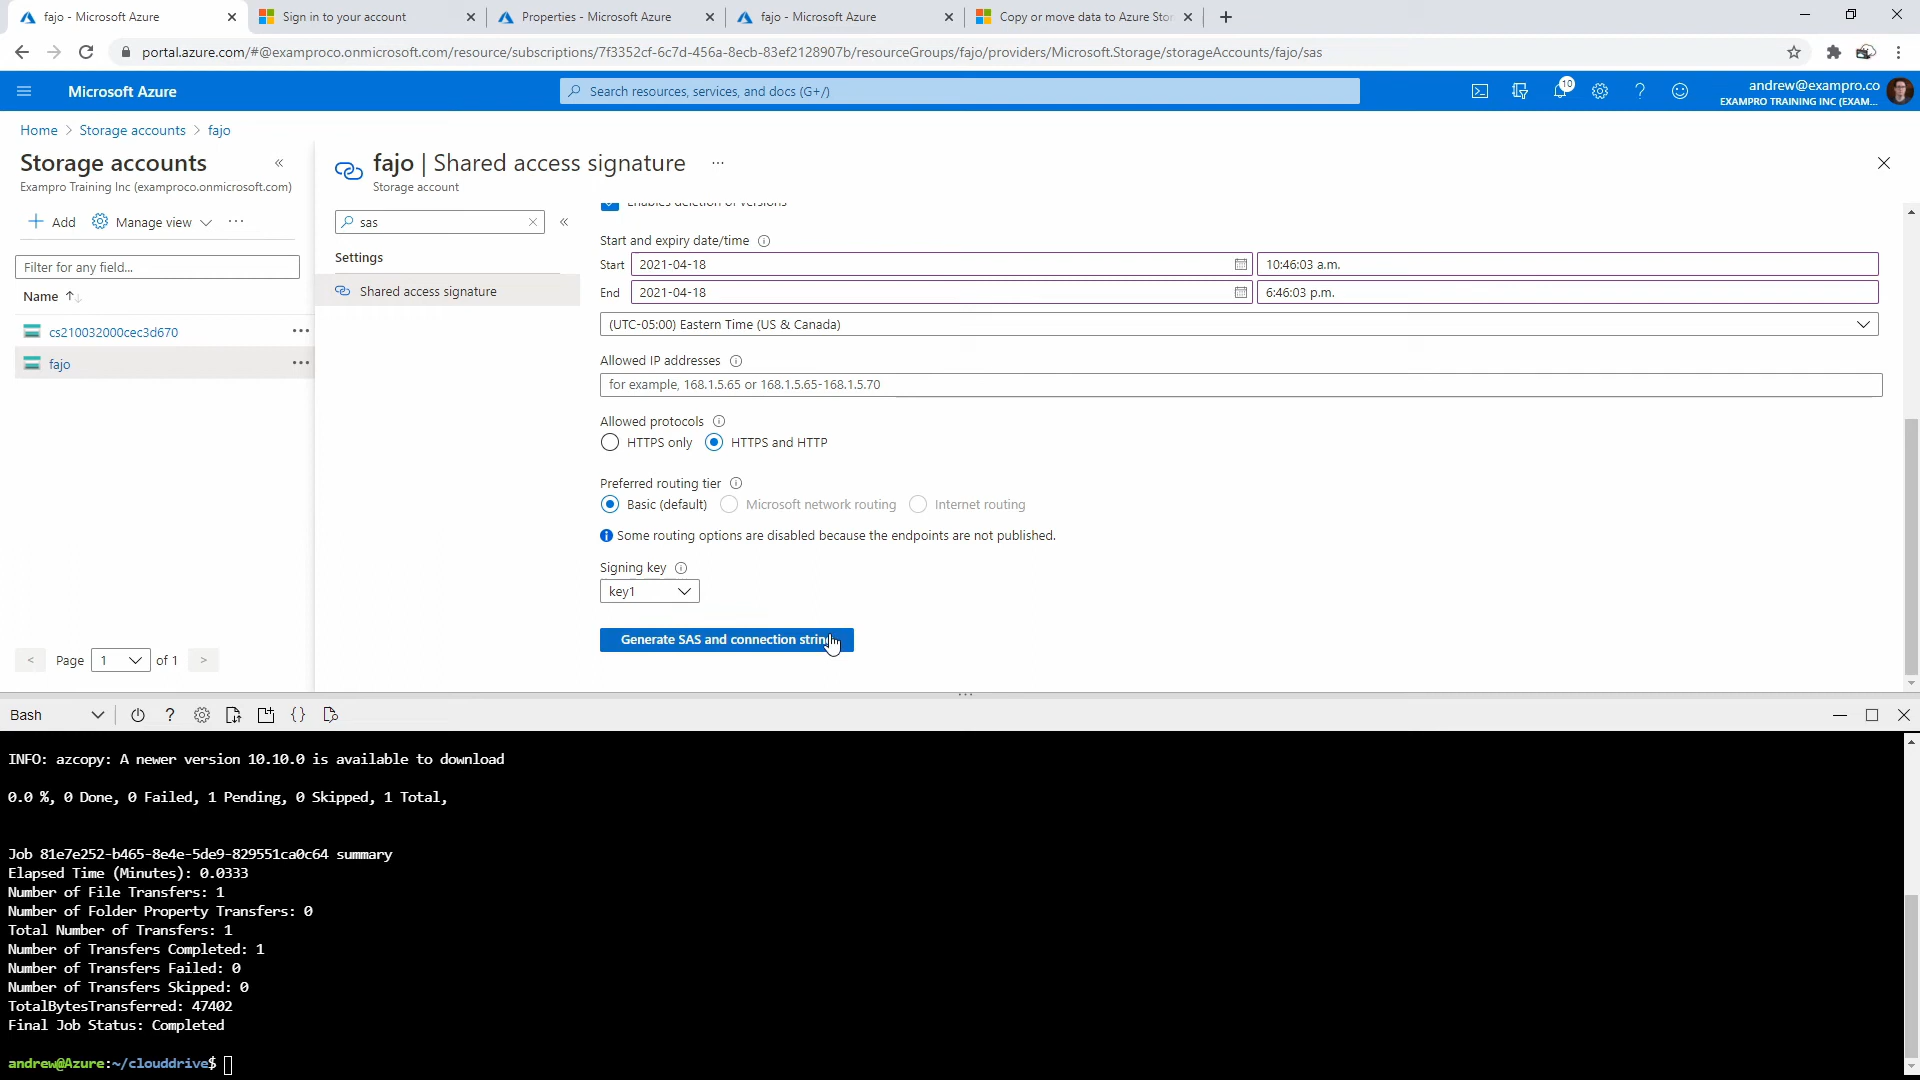 fajo - Microsoft Azure
Sign in to your account
Properties - Microsoft Azure
fajo - Microsoft Azure
Copy or move data to Azure Stor
portal.azure.com/#@examproco.onmicrosoft.com/resource/subscriptions/7f3352cf-6c7d-456a-8ecb-83ef2128907b/resourceGroups/fajo/providers/Microsoft.Storage/storageAccounts/fajo/sas
Microsoft Azure
Search resources, services, and docs (G+/)
10
andrew@exampro.co
EXAMPRO TRAINING INC (EXAM...
Home > Storage accounts > fajo
Storage accounts
Exampro Training Inc (examproco.onmicrosoft.com)
Add
Manage view
Filter for any field...
Name
cs210032000cec3d670
fajo
< Page 1 of 1 >
fajo | Shared access signature
Storage account
sas
Settings
Shared access signature
Enables deletion of versions
Start and expiry date/time
Start 2021-04-18 10:46:03 a.m.
End 2021-04-18 6:46:03 p.m.
(UTC-05:00) Eastern Time (US & Canada)
Allowed IP addresses
for example, 168.1.5.65 or 168.1.5.65-168.1.5.70
Allowed protocols
HTTPS only HTTPS and HTTP
Preferred routing tier
Basic (default) Microsoft network routing Internet routing
Some routing options are disabled because the endpoints are not published.
Signing key
key1
Generate SAS and connection string
Bash
INFO: azcopy: A newer version 10.10.0 is available to download
0.0 %, 0 Done, 0 Failed, 1 Pending, 0 Skipped, 1 Total,
Job 81e7e252-b465-8e4e-5de9-829551ca0c64 summary
Elapsed Time (Minutes): 0.0333
Number of File Transfers: 1
Number of Folder Property Transfers: 0
Total Number of Transfers: 1
Number of Transfers Completed: 1
Number of Transfers Failed: 0
Number of Transfers Skipped: 0
TotalBytesTransferred: 47402
Final Job Status: Completed
andrew@Azure:~/clouddrive$